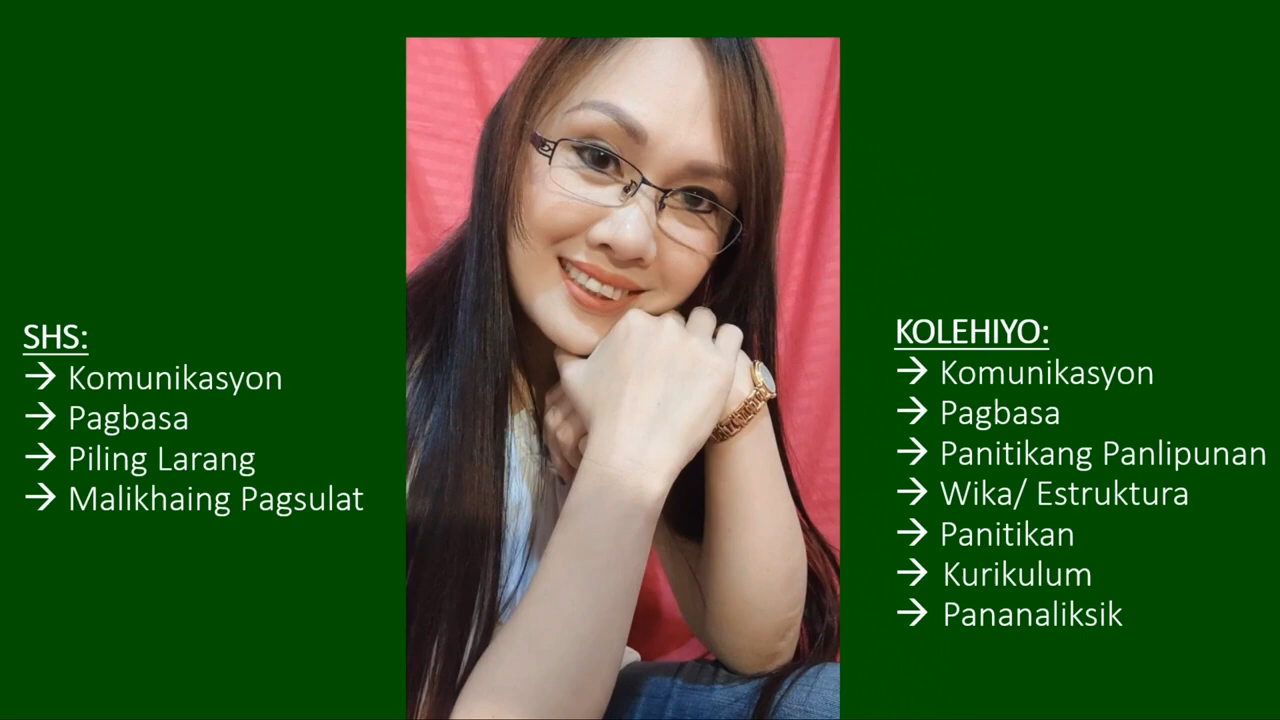 SHS:
→ Komunikasyon
→ Pagbasa
→ Piling Larang
→ Malikhaing Pagsulat
KOLEHIYO:
→ Komunikasyon
→ Pagbasa
→ Panitikang Panlipunan
→ Wika/ Estruktura
→ Panitikan
→ Kurikulum
→ Pananaliksik